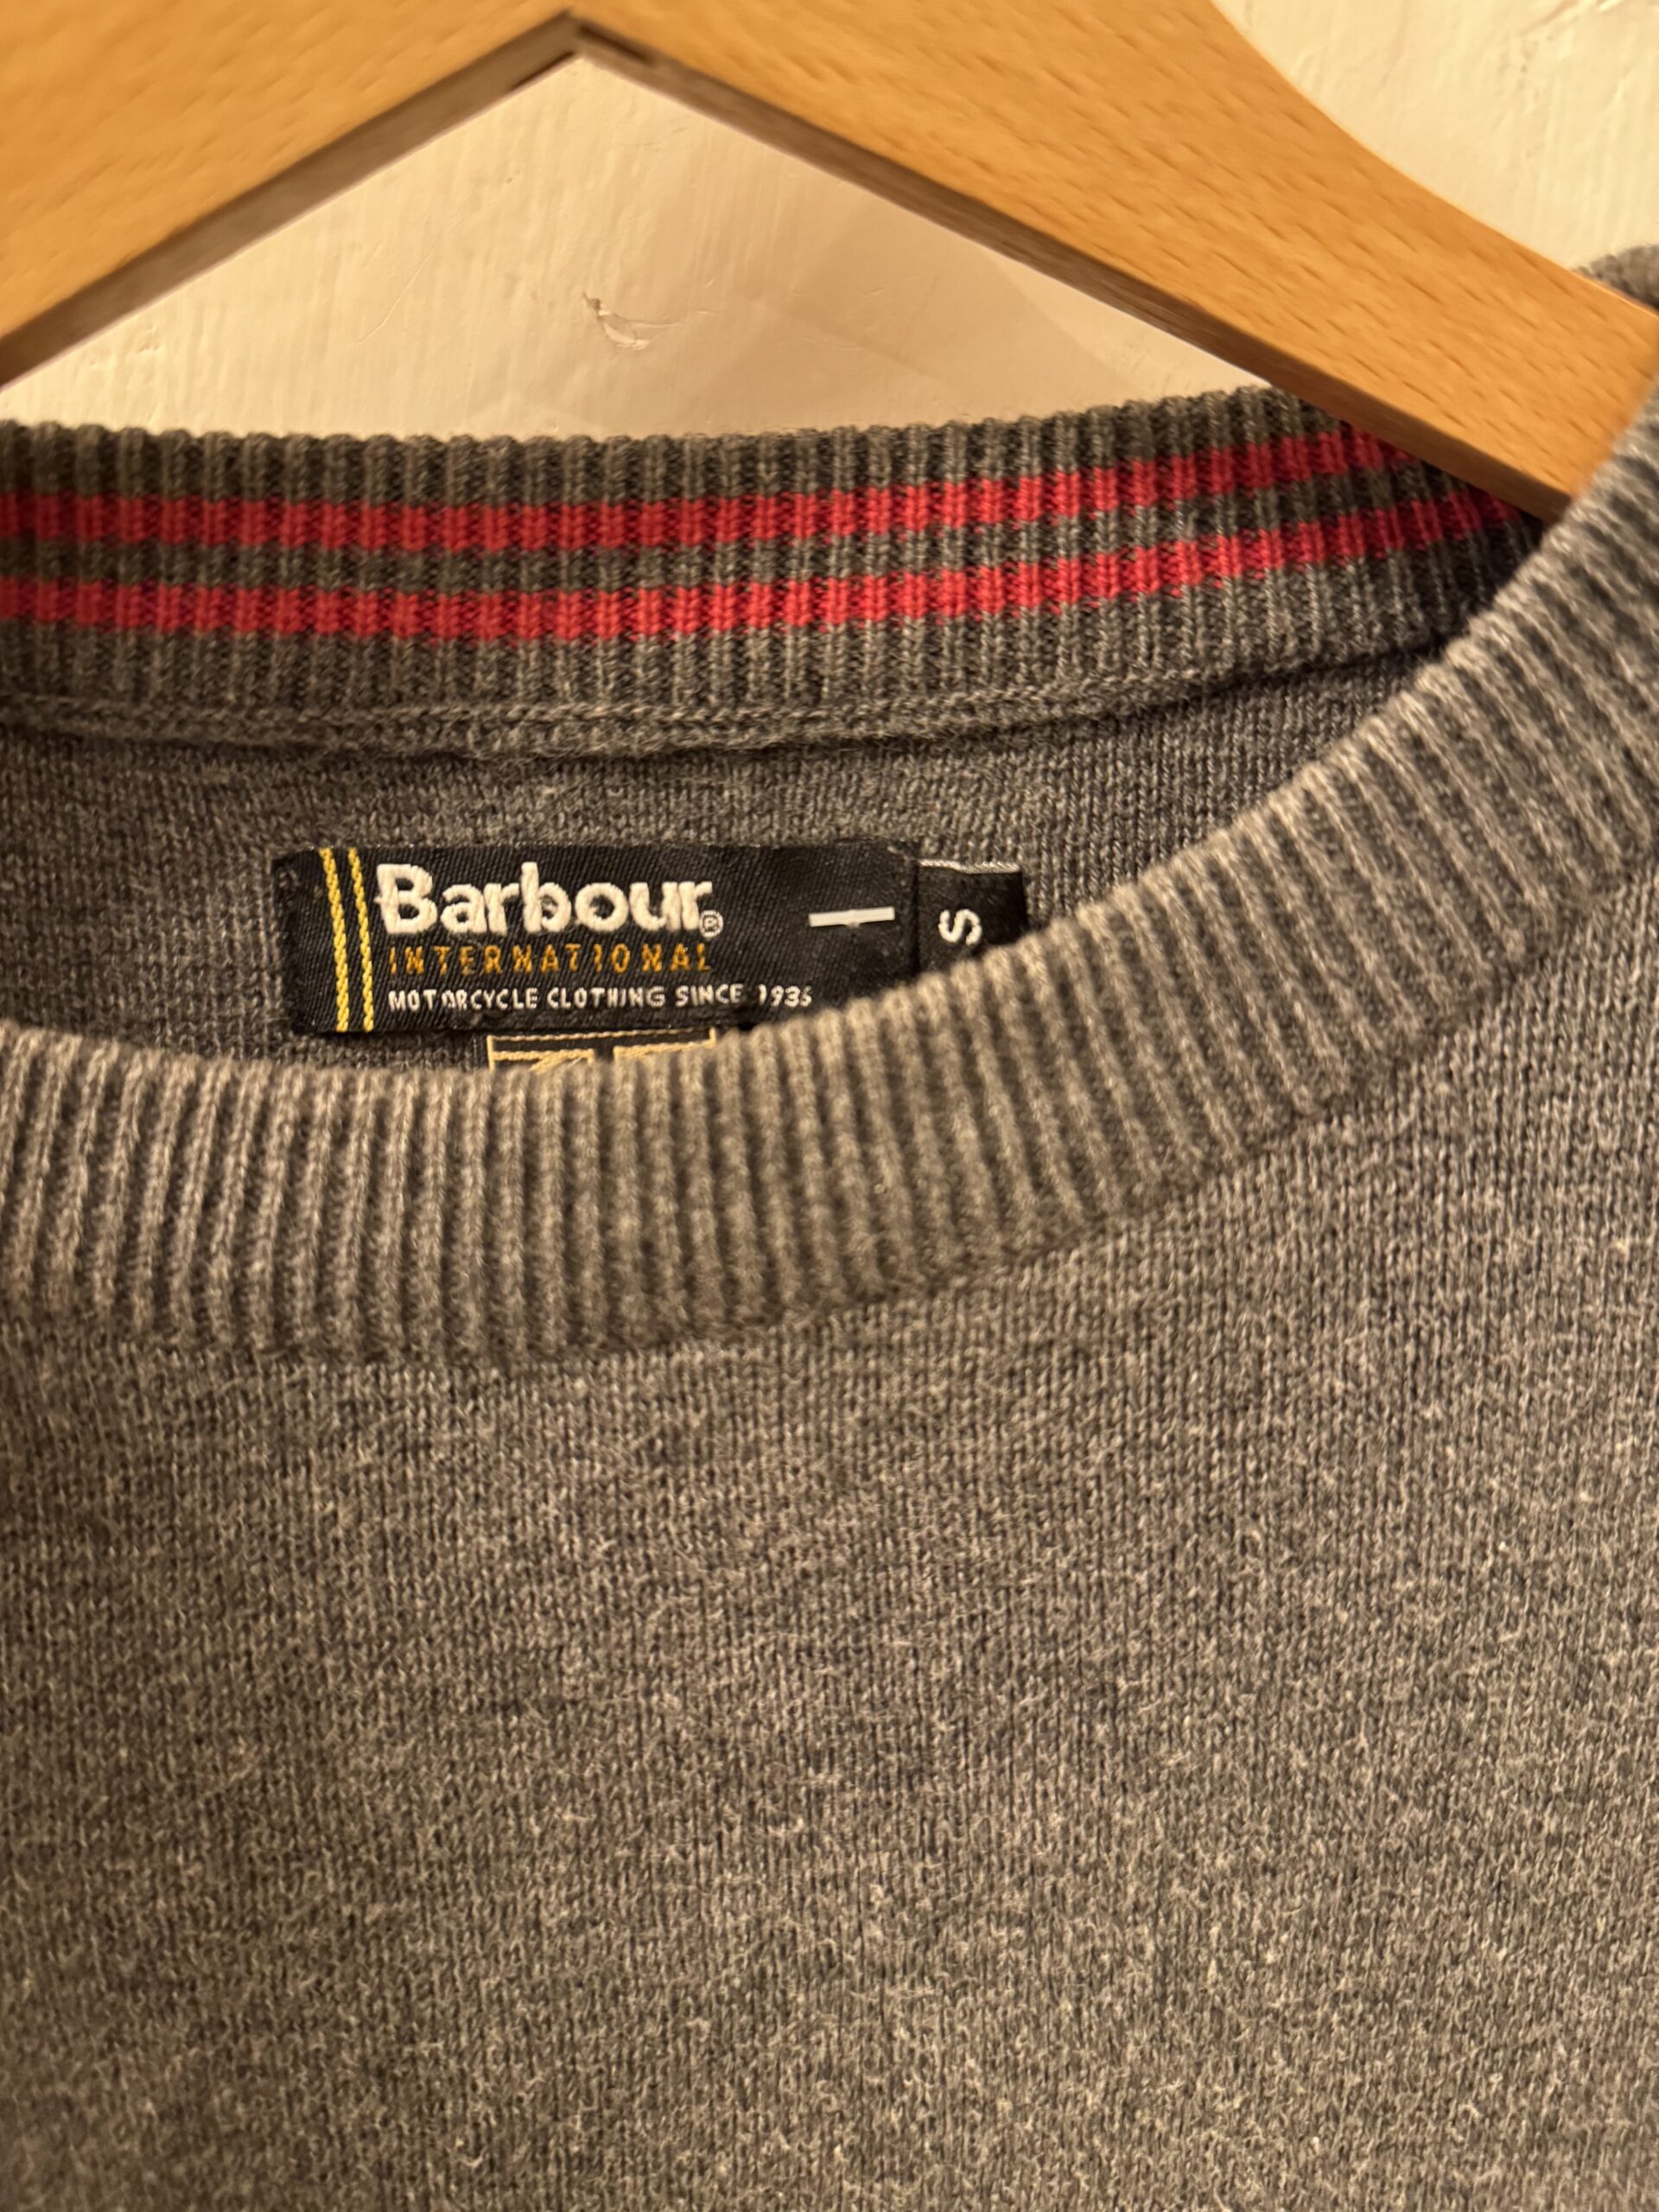 Barbour®
INTERNATIONAL
MOTORCYCLE CLOTHING SINCE 1936
S